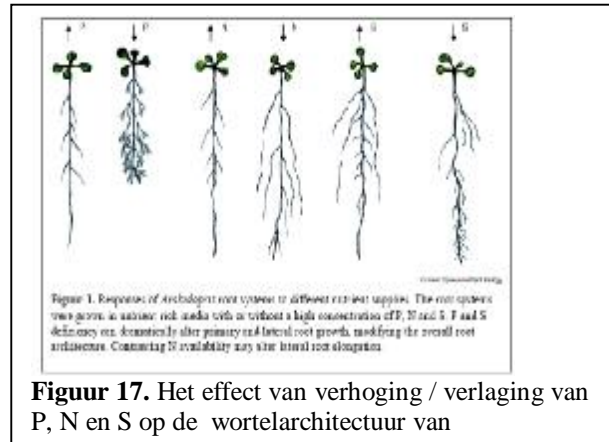 P P N N S S
Figure 1. Responses of Arabidopsis root systems to different nutrient supplies. The root systems
were grown in nutrient rich media with or without a high concentration of P, N and S. P and S
deficiency can dramatically alter primary and lateral root growth, modifying the overall root
architecture. Contrasting N availability may alter lateral root elongation.
Figuur 17. Het effect van verhoging / verlaging van
P, N en S op de wortelarchitectuur van